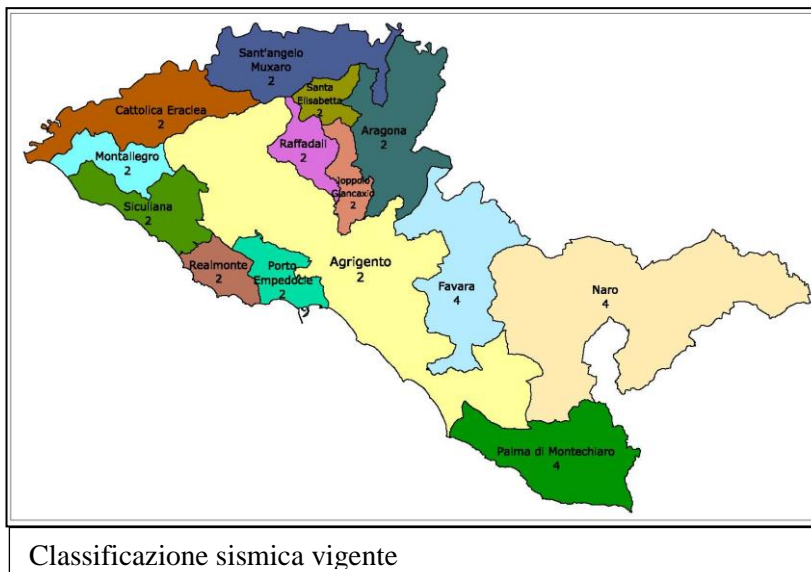 Sant'angelo
Muxaro
2
Santa
Elisabetta
2
Cattolica Eraclea
2
Aragona
2
Raffadali
2
Montallegro
2
Joppolo
Giancaxio
2
Siculiana
2
Realmonte
2
Porto
Empedocle
2
Agrigento
2
Favara
4
Naro
4
Palma di Montechiaro
4
Classificazione sismica vigente